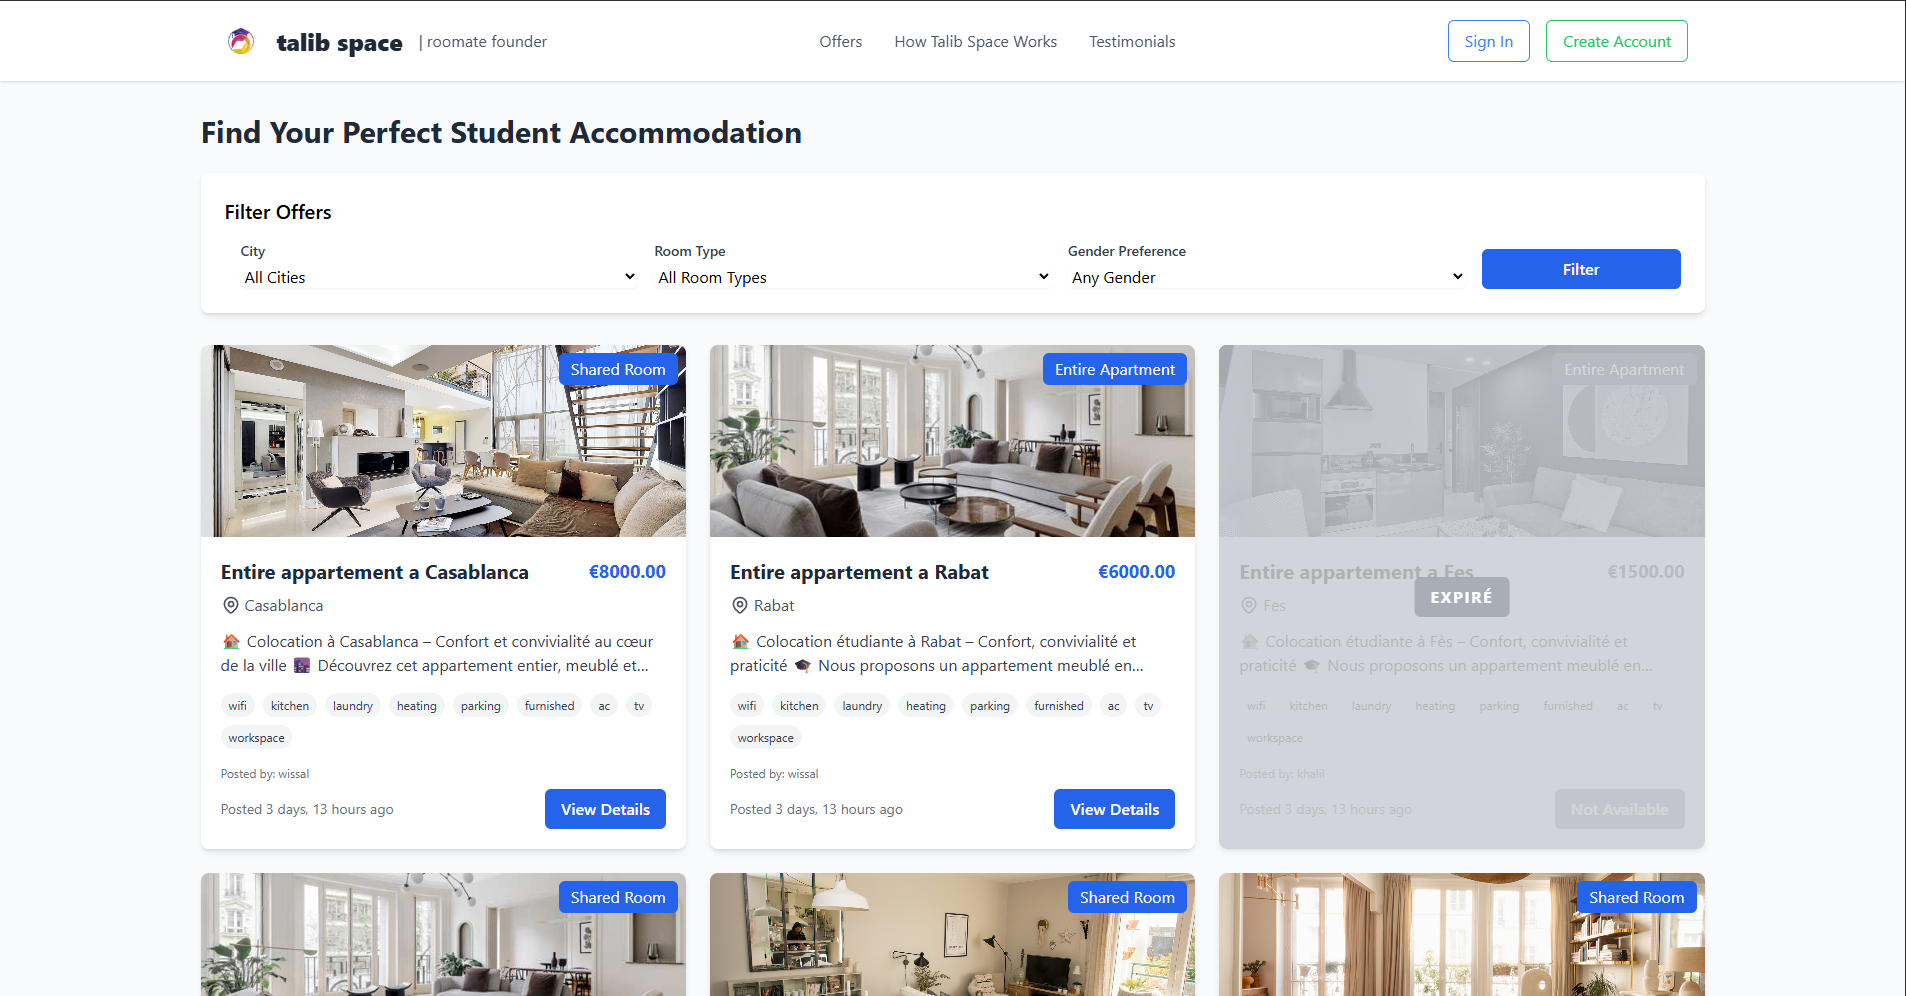 talib space | roomate founder
Offers How Talib Space Works Testimonials
Sign In Create Account
Find Your Perfect Student Accommodation
Filter Offers
City Room Type Gender Preference
All Cities All Room Types Any Gender Filter
Shared Room
Entire appartement a Casablanca €8000.00
Casablanca
🏠 Colocation à Casablanca – Confort et convivialité au cœur
de la ville 🌆 Découvrez cet appartement entier, meublé et...
wifi kitchen laundry heating parking furnished ac tv
workspace
Posted by: wissal
Posted 3 days, 13 hours ago View Details
Entire Apartment
Entire appartement a Rabat €6000.00
Rabat
🏠 Colocation étudiante à Rabat – Confort, convivialité et
praticité 🎓 Nous proposons un appartement meublé en...
wifi kitchen laundry heating parking furnished ac tv
workspace
Posted by: wissal
Posted 3 days, 13 hours ago View Details
Entire Apartment
Entire appartement a Fes €1500.00
EXPIRÉ
Fes
🏠 Colocation étudiante à Fès – Confort, convivialité et
praticité 🎓 Nous proposons un appartement meublé en...
wifi kitchen laundry heating parking furnished ac tv
workspace
Posted by: khalil
Posted 3 days, 13 hours ago Not Available
Shared Room
Shared Room
Shared Room